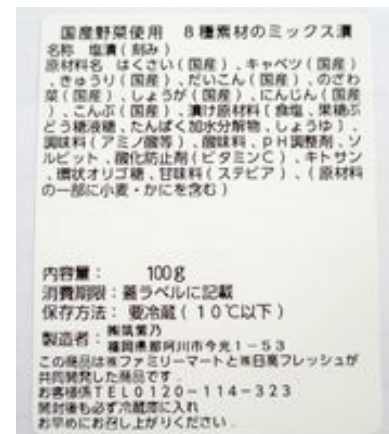 国産野菜使用 8種素材のミックス漬
名称 塩漬(刻み)
原材料名 はくさい(国産)、キャベツ(国産)
、きゅうり(国産)、だいこん(国産)、のざわ
菜(国産)、しょうが(国産)、にんじん(国産
)、こんぶ(国産)、漬け原材料(食塩、果糖ぶ
どう糖液糖、たんぱく加水分解物、しょうゆ)、
調味料(アミノ酸等)、酸味料、pH調整剤、ソ
ルビット、酸化防止剤(ビタミンC)、キトサン
、環状オリゴ糖、甘味料(ステビア)、(原材料
の一部に小麦・かにを含む)
内容量: 100g
消費期限:蓋ラベルに記載
保存方法:要冷蔵(10℃以下)
製造者:㈱筑紫乃
福岡県那珂川市今光1-53
この商品は㈱ファミリーマートと㈱日農フレッシュが
共同開発した商品です
お客様係TEL0120-114-323
開封後も必ず冷蔵庫に入れ
お早めにお召し上がりください